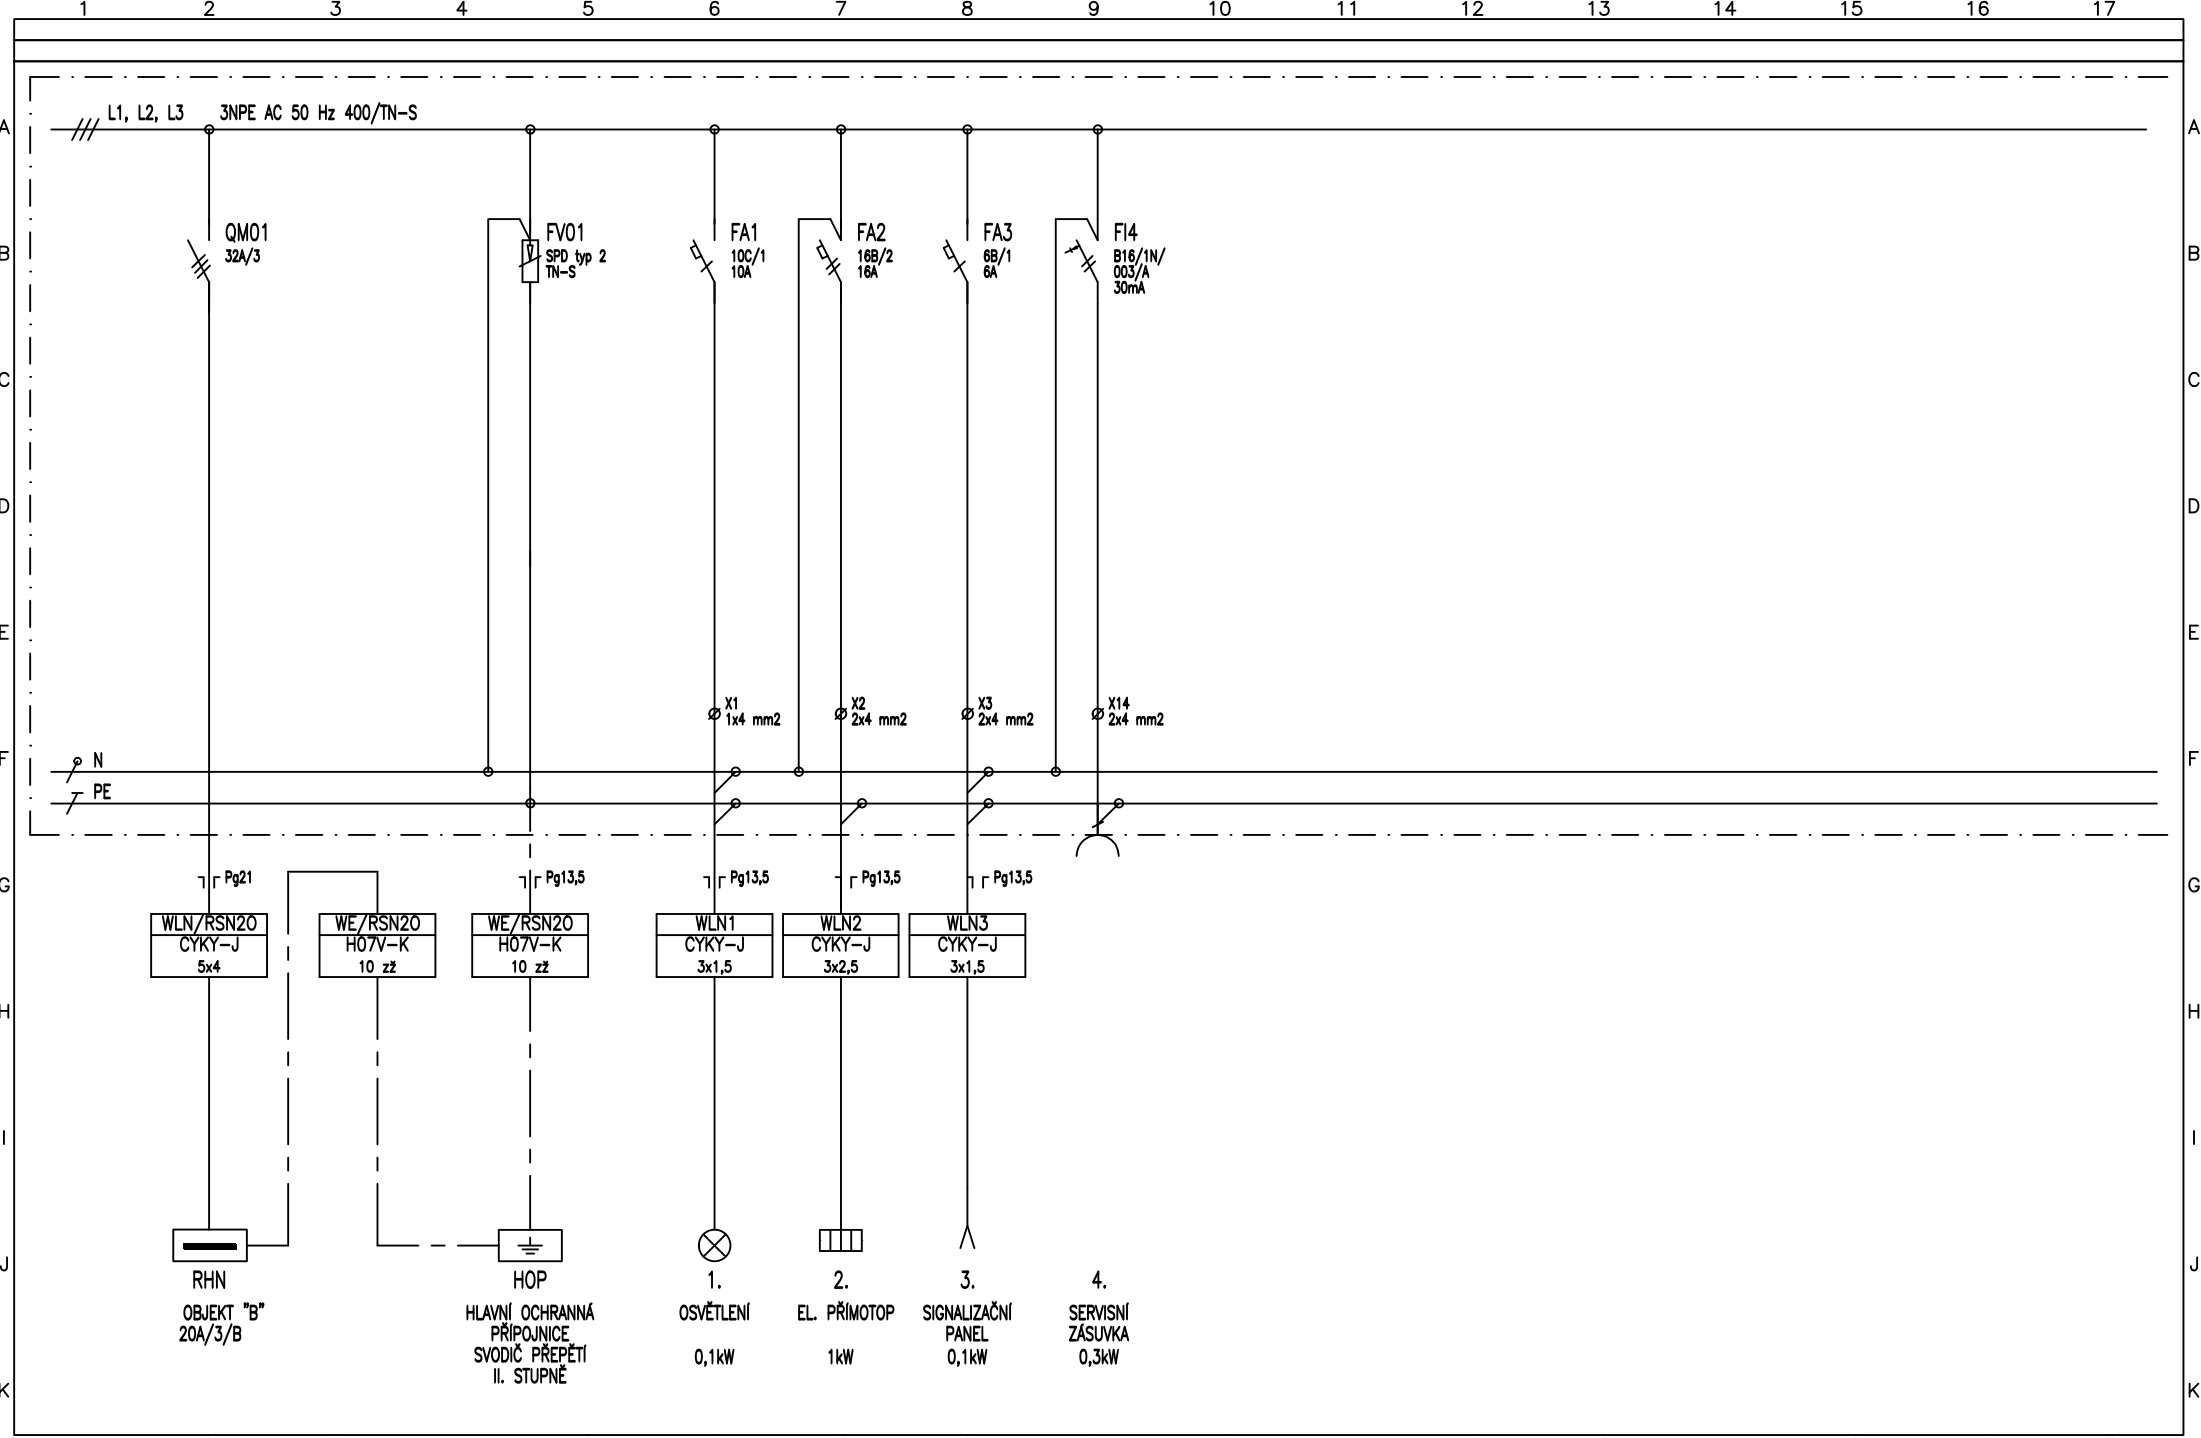 1 2 3 4 5 6 7 8 9 10 11 12 13 14 15 16 17
A L1, L2, L3 3NPE AC 50 Hz 400/TN-S A
B B
QM01
32A/3
FV01
SPD typ 2
TN-S
FA1
10C/1
10A
FA2
16B/2
16A
FA3
6B/1
6A
FI4
B16/1N/
003/A
30mA
C C
D D
E E
X1
1x4 mm2
X2
2x4 mm2
X3
2x4 mm2
X14
2x4 mm2
F N F
PE
G Pg21 Pg13,5 Pg13,5 Pg13,5 Pg13,5 G
WLN/RSN20
CYKY-J
5x4
WE/RSN20
H07V-K
10 zž
WE/RSN20
H07V-K
10 zž
WLN1
CYKY-J
3x1,5
WLN2
CYKY-J
3x2,5
WLN3
CYKY-J
3x1,5
H H
I I
J J
RHN
OBJEKT "B"
20A/3/B
HOP
HLAVNÍ OCHRANNÁ
PŘÍPOJNICE
SVODIČ PŘEPĚTÍ
II. STUPNĚ
1.
OSVĚTLENÍ
0,1kW
2.
EL. PŘÍMOTOP
1kW
3.
SIGNALIZAČNÍ
PANEL
0,1kW
4.
SERVISNÍ
ZÁSUVKA
0,3kW
K K